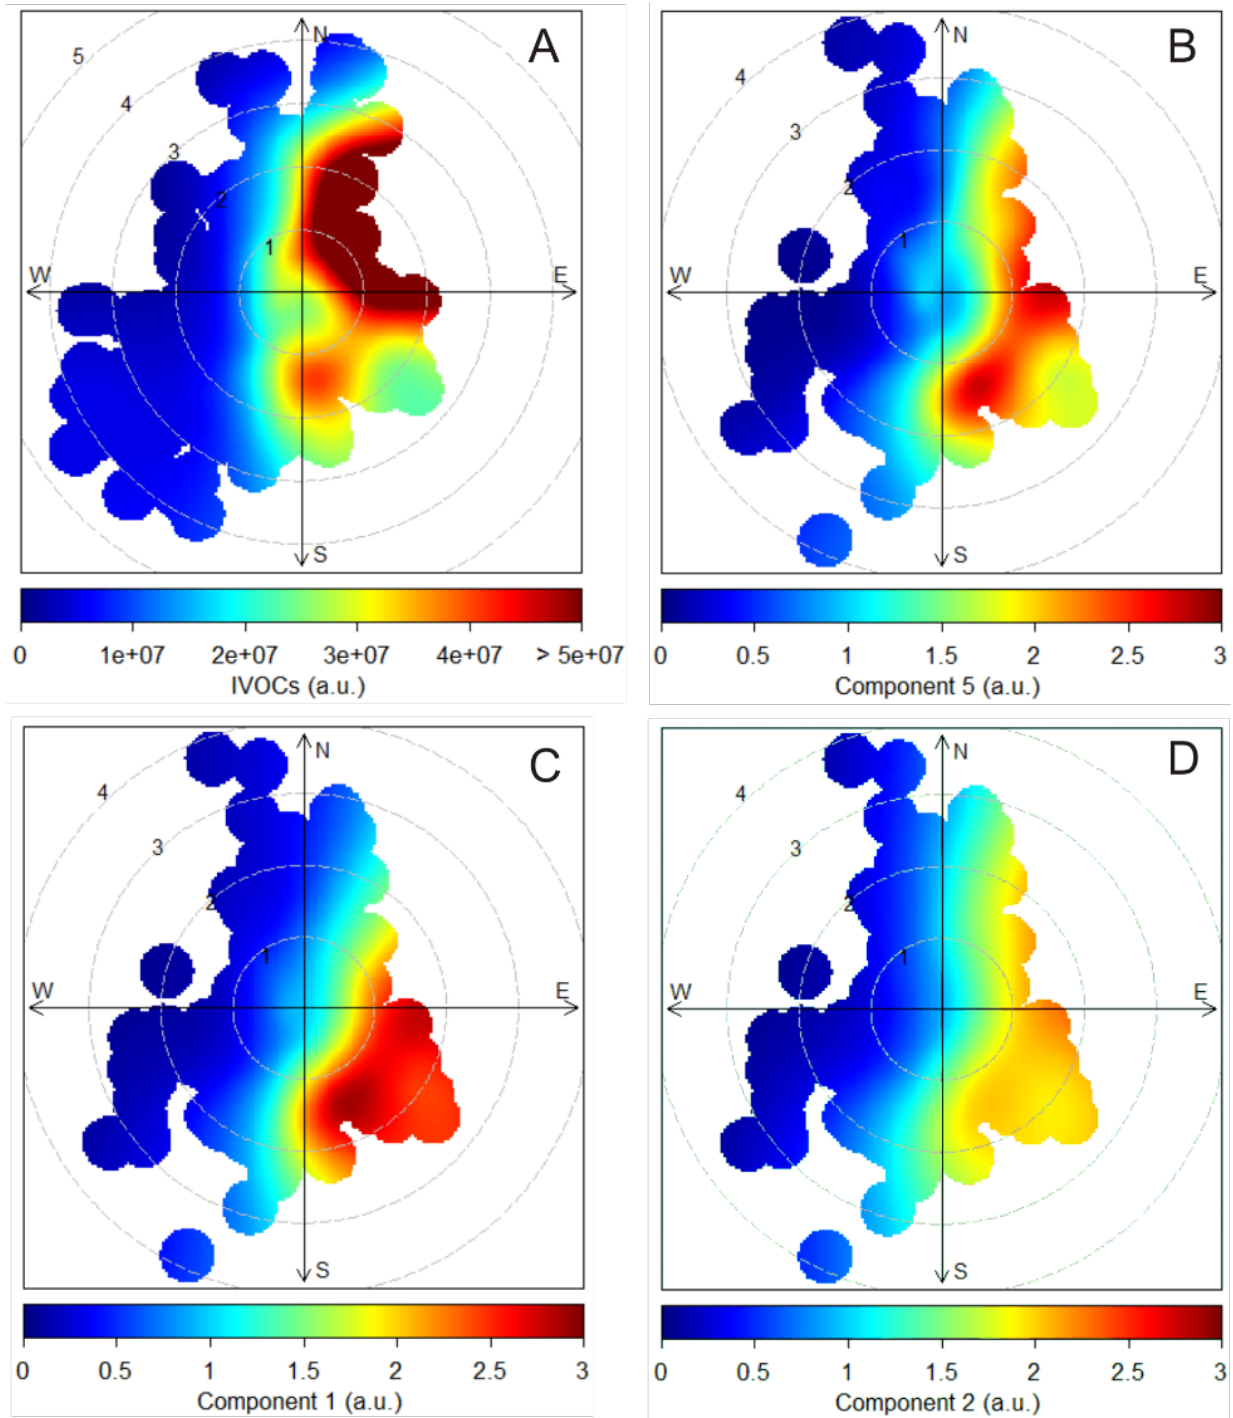 A
N
5
4
3
2
1
W
E
S
0 1e+07 2e+07 3e+07 4e+07 > 5e+07
IVOCs (a.u.)
B
N
4
3
2
1
W
E
S
0 0.5 1 1.5 2 2.5 3
Component 5 (a.u.)
C
N
4
3
2
1
W
E
S
0 0.5 1 1.5 2 2.5 3
Component 1 (a.u.)
D
N
4
3
2
1
W
E
S
0 0.5 1 1.5 2 2.5 3
Component 2 (a.u.)